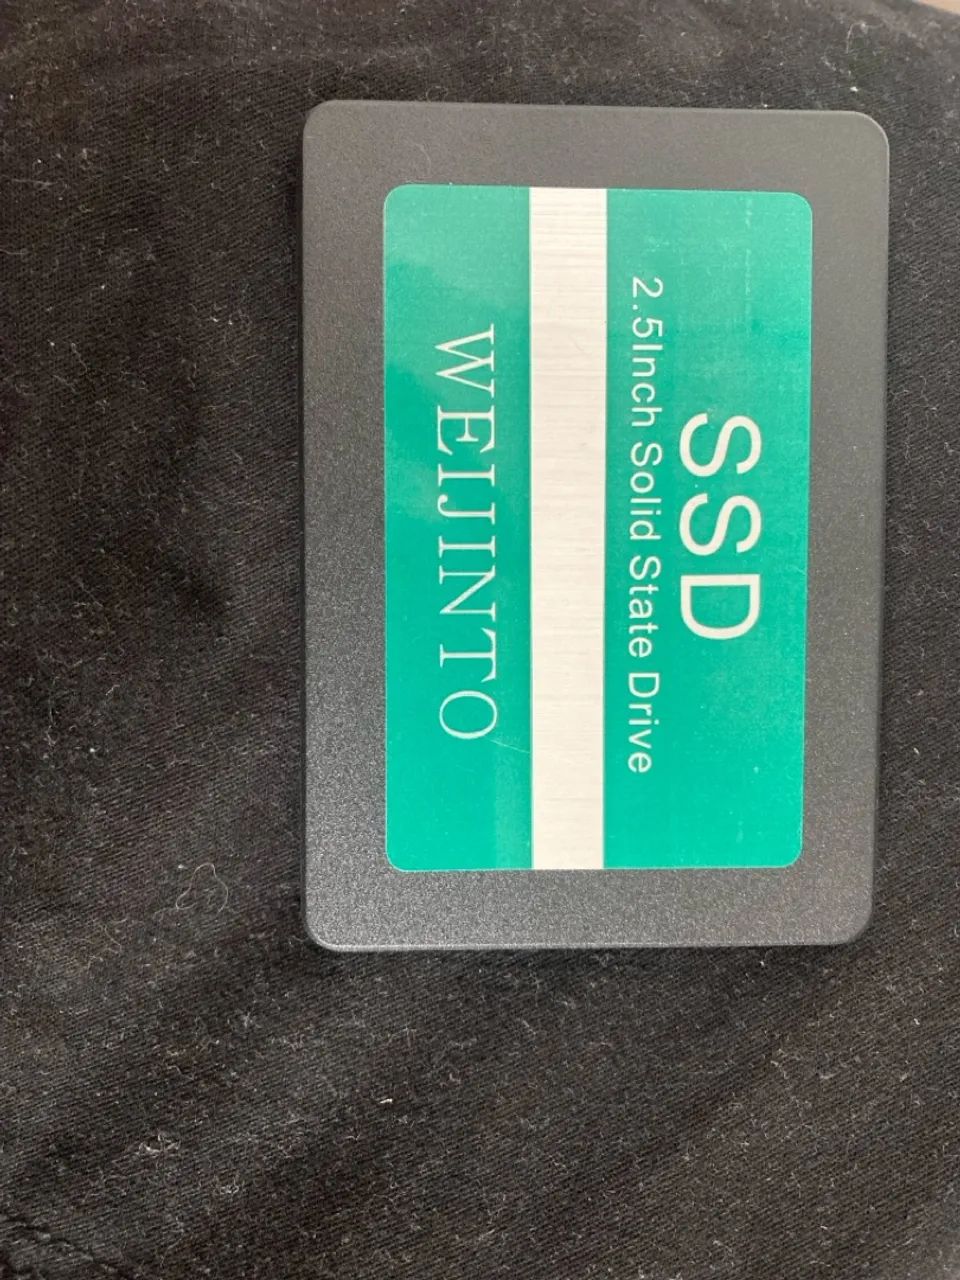 SSD
2.5Inch Solid State Drive
WEIJINTO